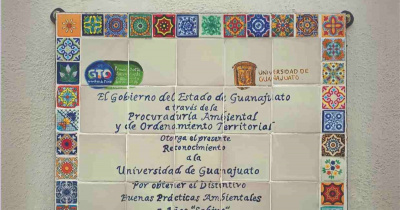 GTO
UNIVERSIDAD DE
GUANAJUATO
El Gobierno del Estado de Guanajuato
a través de la
Procuraduría Ambiental
y de Ordenamiento Territorial
Otorga el presente
Reconocimiento
a la
Universidad de Guanajuato
Por obtener el Distintivo
Buenas Prácticas Ambientales